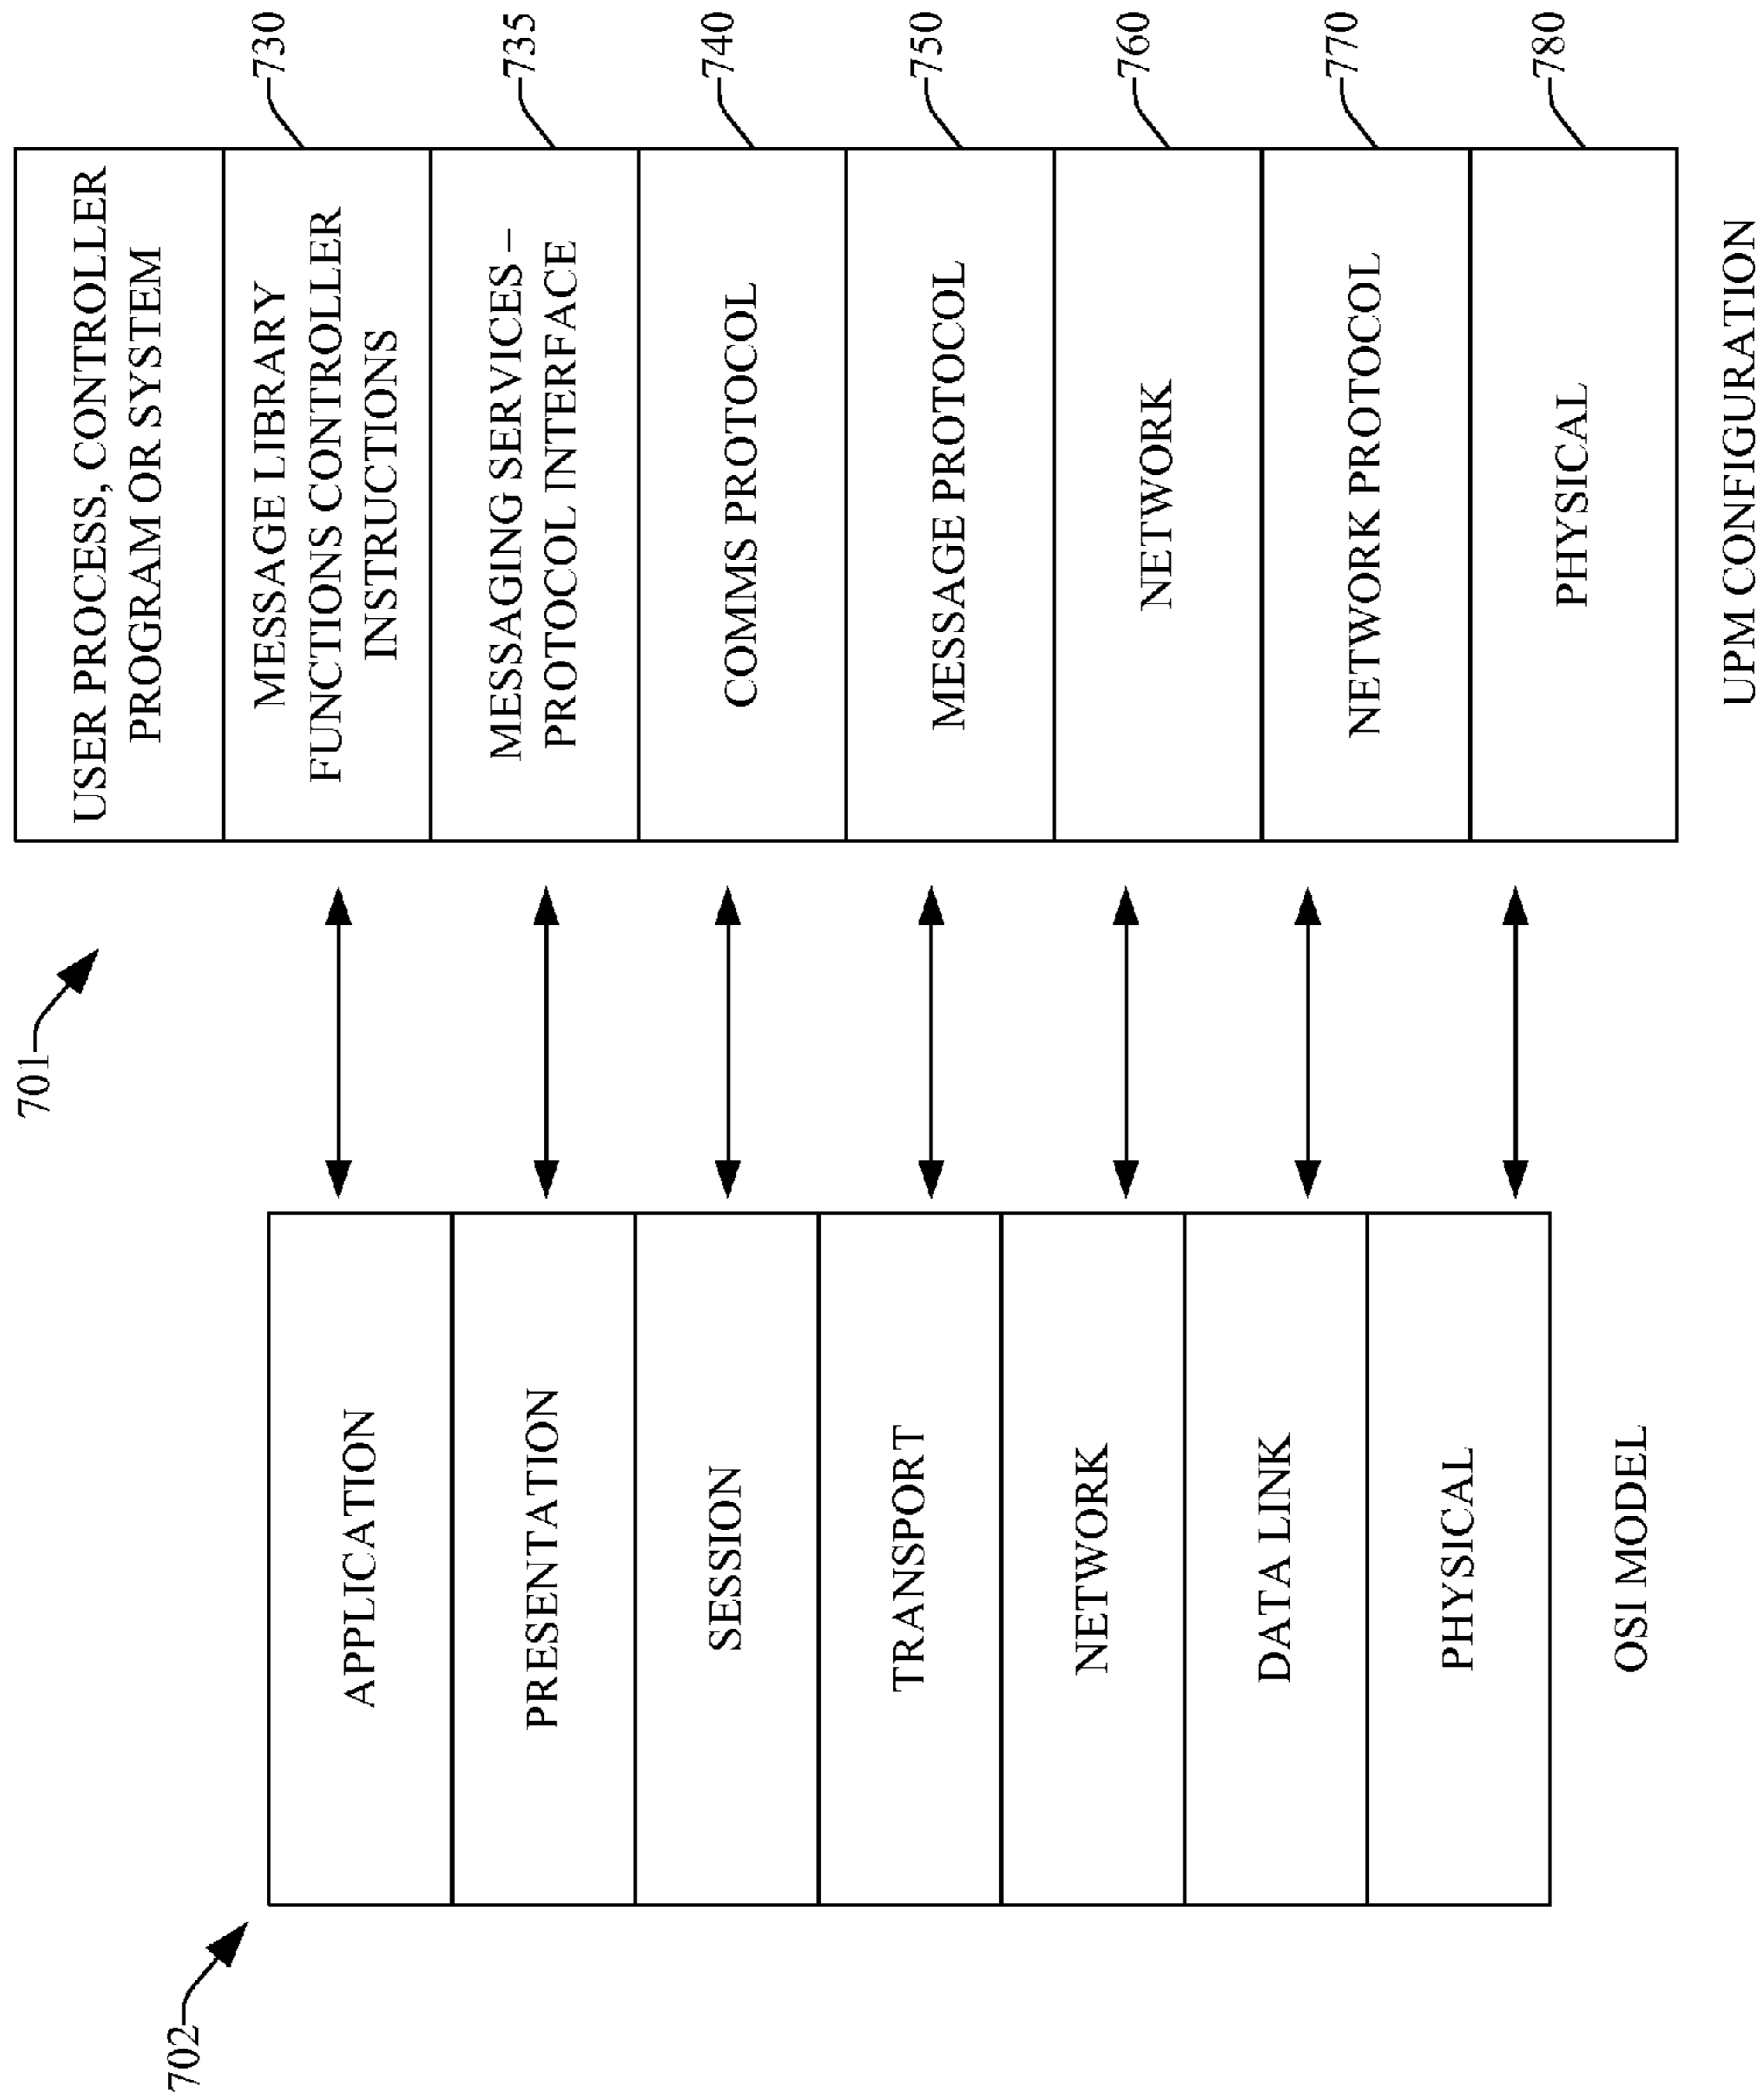 702
APPLICATION
PRESENTATION
SESSION
TRANSPORT
NETWORK
DATA LINK
PHYSICAL
OSI MODEL
701
USER PROCESS, CONTROLLER
PROGRAM OR SYSTEM
MESSAGE LIBRARY
FUNCTIONS CONTROLLER
INSTRUCTIONS
730
MESSAGING SERVICES –
PROTOCOL INTERFACE
735
COMMS PROTOCOL
740
MESSAGE PROTOCOL
750
NETWORK
760
NETWORK PROTOCOL
770
PHYSICAL
780
UPM CONFIGURATION